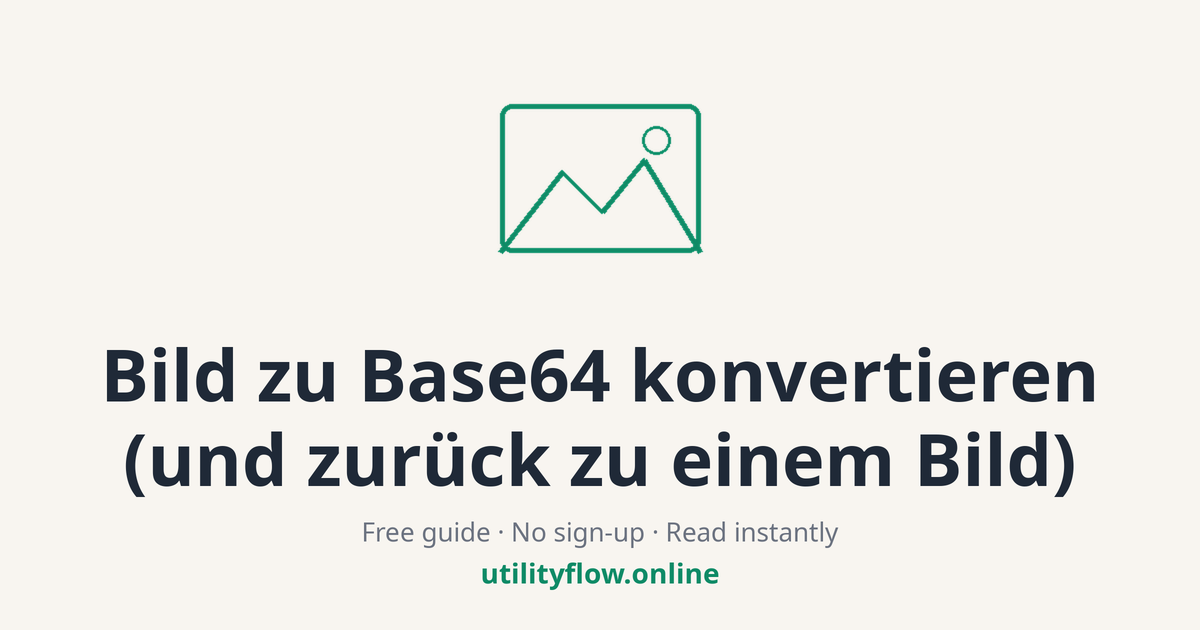 Bild zu Base64 konvertieren
(und zurück zu einem Bild)
Free guide · No sign-up · Read instantly
utilityflow.online